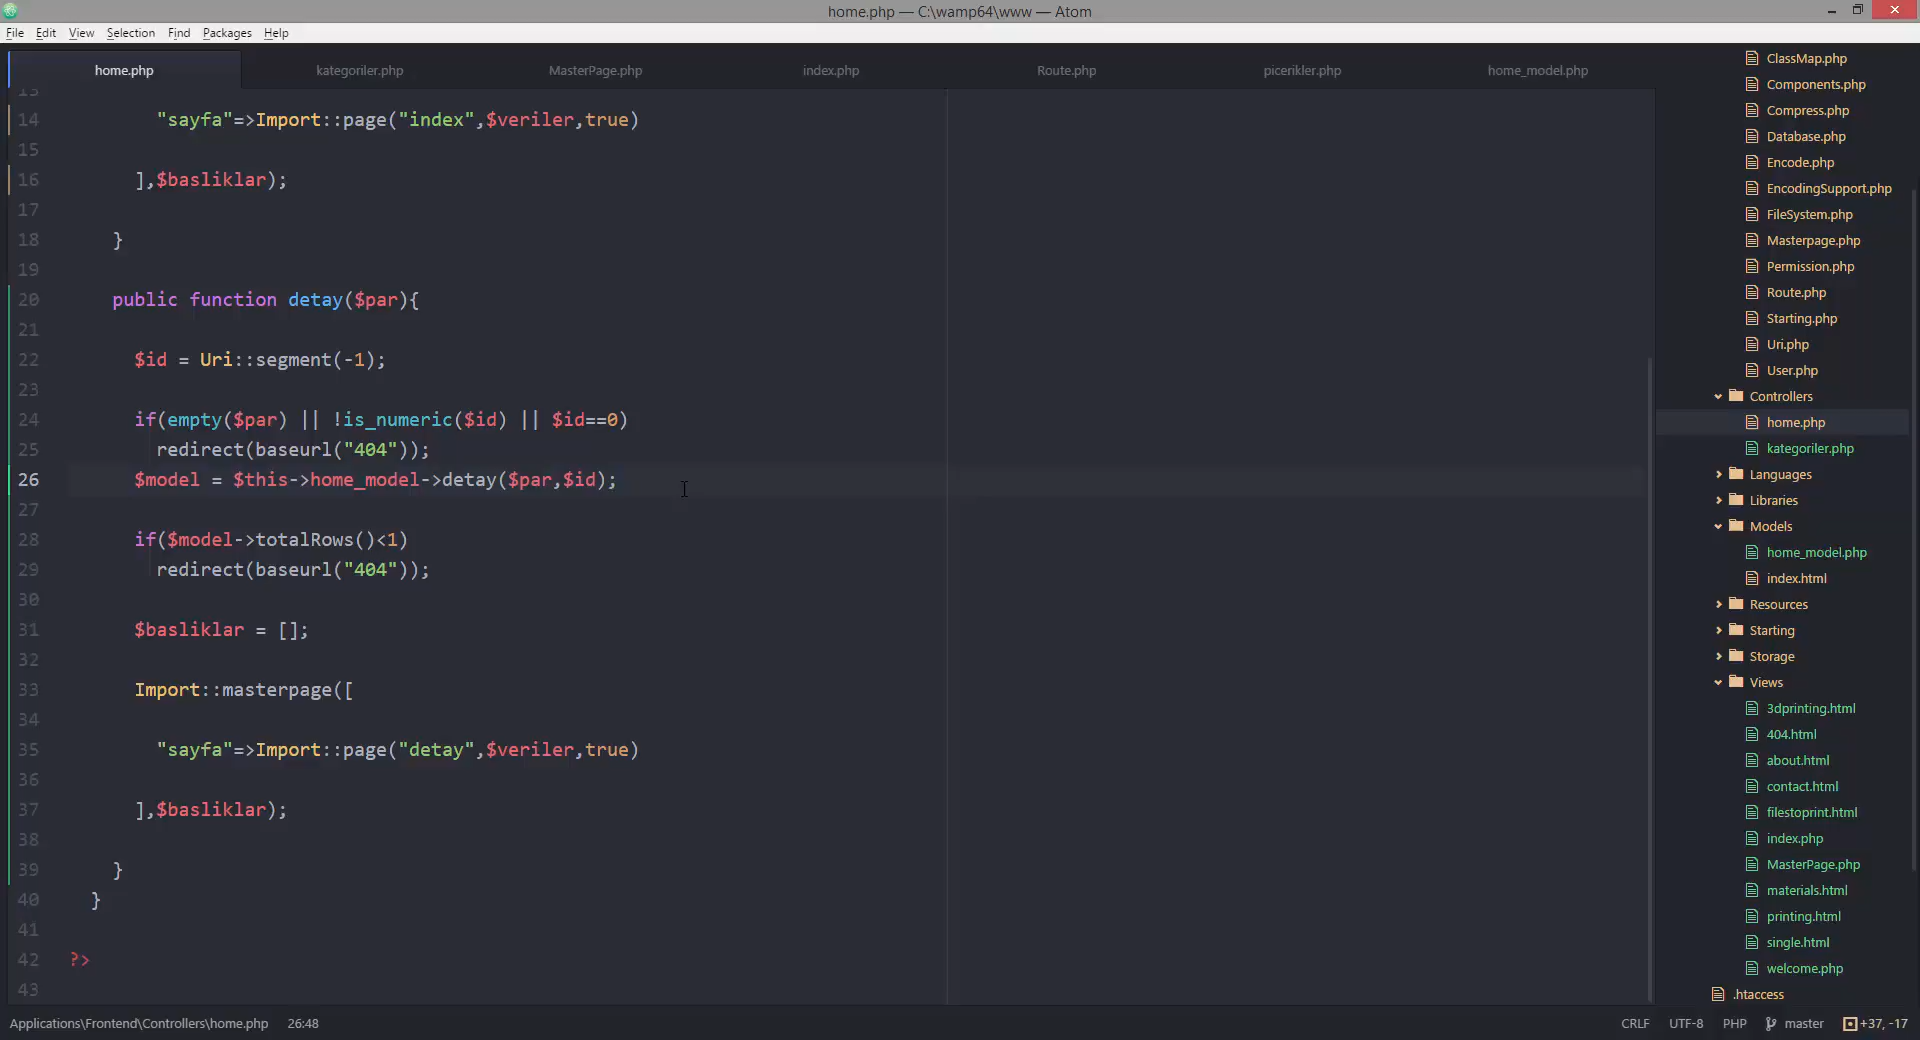 home.php — C:\wamp64\www — Atom
File Edit View Selection Find Packages Help
home.php kategoriler.php MasterPage.php index.php Route.php picerikler.php home_model.php
13
14 "sayfa"=>Import::page("index",$veriler,true)
15
16 ],$basliklar);
17
18 }
19
20 public function detay($par){
21
22 $id = Uri::segment(-1);
23
24 if(empty($par) || !is_numeric($id) || $id==0)
25 redirect(baseurl("404"));
26 $model = $this->home_model->detay($par,$id);
27
28 if($model->totalRows()<1)
29 redirect(baseurl("404"));
30
31 $basliklar = [];
32
33 Import::masterpage([
34
35 "sayfa"=>Import::page("detay",$veriler,true)
36
37 ],$basliklar);
38
39 }
40 }
41
42 ?>
43
ClassMap.php
Components.php
Compress.php
Database.php
Encode.php
EncodingSupport.php
FileSystem.php
Masterpage.php
Permission.php
Route.php
Starting.php
Uri.php
User.php
Controllers
home.php
kategoriler.php
Languages
Libraries
Models
home_model.php
index.html
Resources
Starting
Storage
Views
3dprinting.html
404.html
about.html
contact.html
filestoprint.html
index.php
MasterPage.php
materials.html
printing.html
single.html
welcome.php
.htaccess
Applications\Frontend\Controllers\home.php 26:48 CRLF UTF-8 PHP master +37, -17